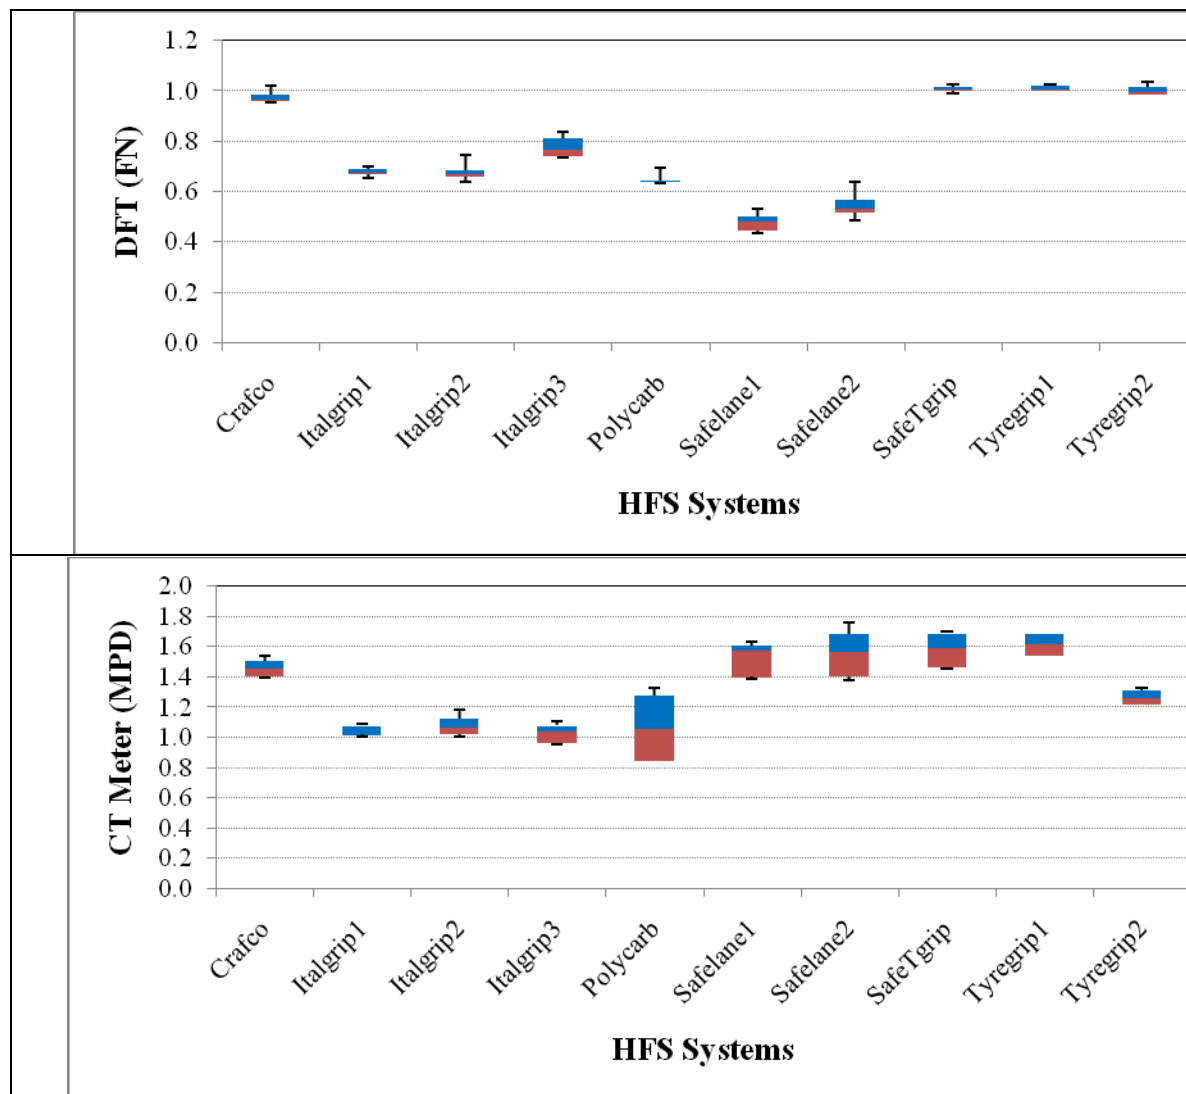 DFT (FN)
1.2
1.0
0.8
0.6
0.4
0.2
0.0
Crafco
Italgrip1
Italgrip2
Italgrip3
Polycarb
Safelane1
Safelane2
SafeTgrip
Tyregrip1
Tyregrip2
HFS Systems
CT Meter (MPD)
2.0
1.8
1.6
1.4
1.2
1.0
0.8
0.6
0.4
0.2
0.0
Crafco
Italgrip1
Italgrip2
Italgrip3
Polycarb
Safelane1
Safelane2
SafeTgrip
Tyregrip1
Tyregrip2
HFS Systems